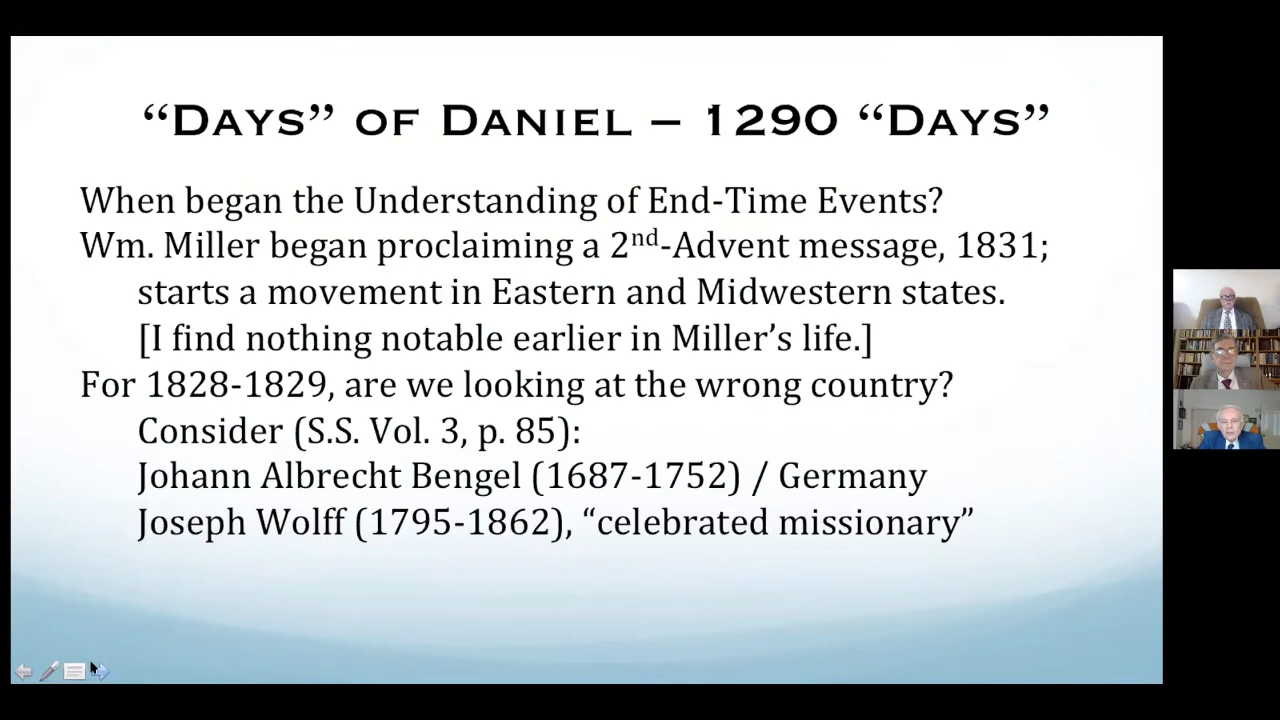 “Days” of Daniel – 1290 “Days”
When began the Understanding of End-Time Events?
Wm. Miller began proclaiming a 2nd-Advent message, 1831;
starts a movement in Eastern and Midwestern states.
[I find nothing notable earlier in Miller’s life.]
For 1828-1829, are we looking at the wrong country?
Consider (S.S. Vol. 3, p. 85):
Johann Albrecht Bengel (1687-1752) / Germany
Joseph Wolff (1795-1862), “celebrated missionary”